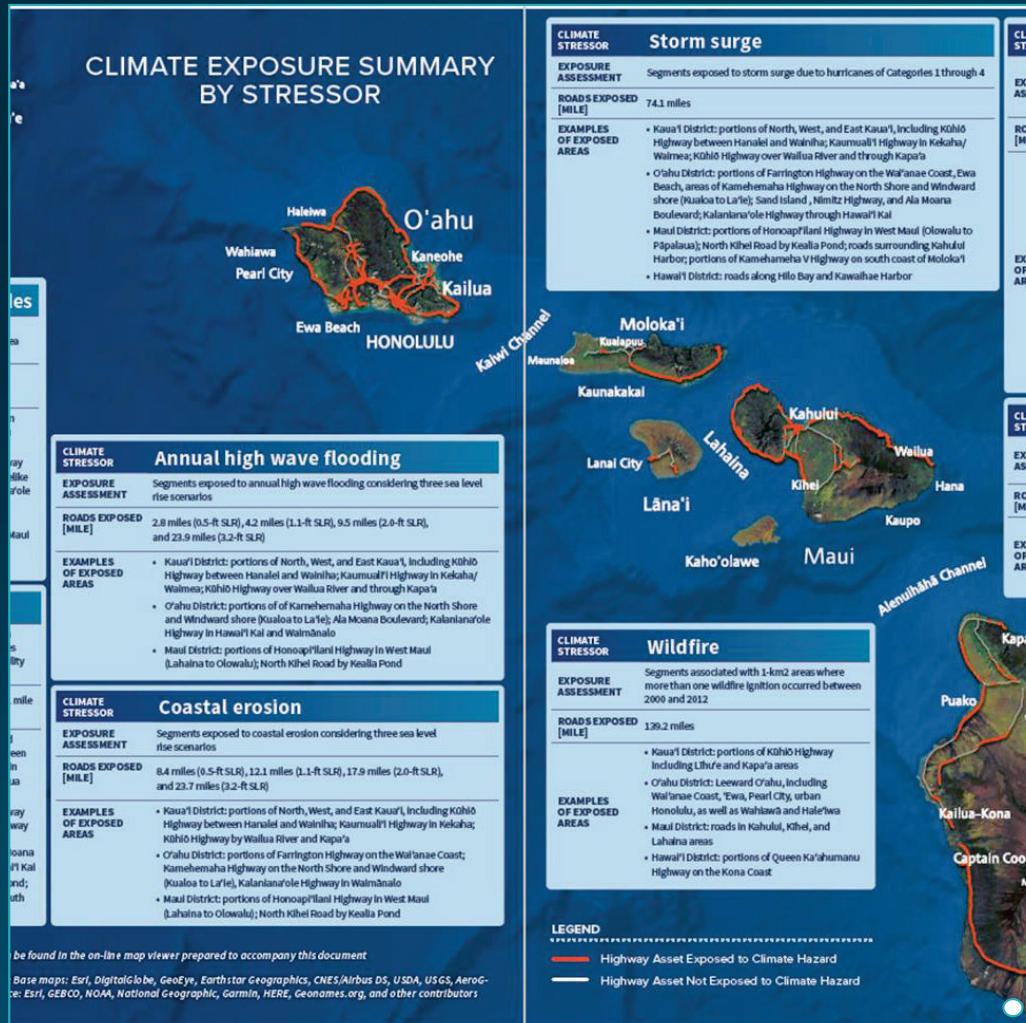 CLIMATE EXPOSURE SUMMARY
BY STRESSOR
Haleiwa
O'ahu
Wahiawa
Kaneohe
Pearl City
Kailua
Ewa Beach
HONOLULU
Kaiwi Channel
CLIMATE STRESSOR
Storm surge
EXPOSURE ASSESSMENT
Segments exposed to storm surge due to hurricanes of Categories 1 through 4
ROADS EXPOSED [MILE]
74.1 miles
EXAMPLES OF EXPOSED AREAS
• Kaua'i District: portions of North, West, and East Kaua'i, including Kūhiō
Highway between Hanalei and Wainiha; Kaumuali'i Highway in Kekaha/
Waimea; Kūhiō Highway over Wailua River and through Kapa'a
• O'ahu District: portions of Farrington Highway on the Wai'anae Coast, Ewa
Beach, areas of Kamehemaha Highway on the North Shore and Windward
shore (Kualoa to La'ie); Sand Island , Nimitz Highway, and Ala Moana
Boulevard; Kalaniana'ole Highway through Hawai'i Kai
• Maui District: portions of Honoapi'ilani Highway in West Maui (Olowalu to
Pāpalaua); North Kihei Road by Kealia Pond; roads surrounding Kahului
Harbor; portions of Kamehameha V Highway on south coast of Moloka'i
• Hawai'i District: roads along Hilo Bay and Kawaihae Harbor
Moloka'i
Kualapuu
Maunaloa
Kaunakakai
Kahului
Lahaina
Wailua
Lanai City
Kihei
Hana
Lāna'i
Kaupo
Kaho'olawe
Maui
Alenuihāhā Channel
CLIMATE STRESSOR
Annual high wave flooding
EXPOSURE ASSESSMENT
Segments exposed to annual high wave flooding considering three sea level
rise scenarios
ROADS EXPOSED [MILE]
2.8 miles (0.5-ft SLR), 4.2 miles (1.1-ft SLR), 9.5 miles (2.0-ft SLR),
and 23.9 miles (3.2-ft SLR)
EXAMPLES OF EXPOSED AREAS
• Kaua'i District: portions of North, West, and East Kaua'i, including Kūhiō
Highway between Hanalei and Wainiha; Kaumuali'i Highway in Kekaha/
Waimea; Kūhiō Highway over Wailua River and through Kapa'a
• O'ahu District: portions of of Kamehemaha Highway on the North Shore
and Windward shore (Kualoa to La'ie); Ala Moana Boulevard; Kalaniana'ole
Highway in Hawai'i Kai and Waimānalo
• Maui District: portions of Honoapi'ilani Highway in West Maui
(Lahaina to Olowalu); North Kihei Road by Kealia Pond
CLIMATE STRESSOR
Coastal erosion
EXPOSURE ASSESSMENT
Segments exposed to coastal erosion considering three sea level
rise scenarios
ROADS EXPOSED [MILE]
8.4 miles (0.5-ft SLR), 12.1 miles (1.1-ft SLR), 17.9 miles (2.0-ft SLR),
and 23.7 miles (3.2-ft SLR)
EXAMPLES OF EXPOSED AREAS
• Kaua'i District: portions of North, West, and East Kaua'i, including Kūhiō
Highway between Hanalei and Wainiha; Kaumuali'i Highway in Kekaha;
Kūhiō Highway by Wailua River and Kapa'a
• O'ahu District: portions of Farrington Highway on the Wai'anae Coast;
Kamehemaha Highway on the North Shore and Windward shore
(Kualoa to La'ie), Kalaniana'ole Highway in Waimānalo
• Maui District: portions of Honoapi'ilani Highway in West Maui
(Lahaina to Olowalu); North Kihei Road by Kealia Pond
CLIMATE STRESSOR
Wildfire
EXPOSURE ASSESSMENT
Segments associated with 1-km2 areas where
more than one wildfire ignition occurred between
2000 and 2012
ROADS EXPOSED [MILE]
139.2 miles
EXAMPLES OF EXPOSED AREAS
• Kaua'i District: portions of Kūhiō Highway
including Līhu'e and Kapa'a areas
• O'ahu District: Leeward O'ahu, including
Wai'anae Coast, 'Ewa, Pearl City, urban
Honolulu, as well as Wahiawā and Hale'iwa
• Maui District: roads in Kahului, Kīhei, and
Lahaina areas
• Hawai'i District: portions of Queen Ka'ahumanu
Highway on the Kona Coast
Puako
Kailua-Kona
Captain Coo
LEGEND
Highway Asset Exposed to Climate Hazard
Highway Asset Not Exposed to Climate Hazard
be found in the on-line map viewer prepared to accompany this document
Base maps: Esri, DigitalGlobe, GeoEye, Earthstar Geographics, CNES/Airbus DS, USDA, USGS, AeroG-
e: Esri, GEBCO, NOAA, National Geographic, Garmin, HERE, Geonames.org, and other contributors